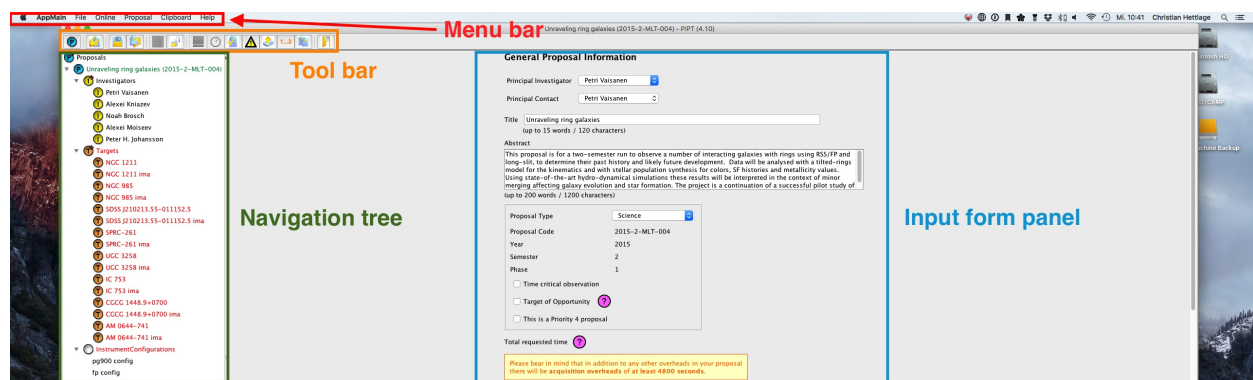 AppMain File Online Proposal Clipboard Help
Mi. 10:41 Christian Hettlage
Menu bar
Unraveling ring galaxies (2015-2-MLT-004) - PIPT (4.10)
Tool bar
Proposals
Unraveling ring galaxies (2015-2-MLT-004)
Investigators
Petri Vaisanen
Alexei Kniazev
Noah Brosch
Alexei Moiseev
Peter H. Johansson
Targets
NGC 1211
NGC 1211 ima
NGC 985
NGC 985 ima
SDSS J210213.55-011152.5
SDSS J210213.55-011152.5 ima
SPRC-261
SPRC-261 ima
UGC 3258
UGC 3258 ima
IC 753
IC 753 ima
CGCG 1448.9+0700
CGCG 1448.9+0700 ima
AM 0644-741
AM 0644-741 ima
InstrumentConfigurations
pg900 config
fp config
Navigation tree
General Proposal Information
Principal Investigator Petri Vaisanen
Principal Contact Petri Vaisanen
Title Unraveling ring galaxies
(up to 15 words / 120 characters)
Abstract
This proposal is for a two-semester run to observe a number of interacting galaxies with rings using RSS/FP and
long-slit, to determine their past history and likely future development. Data will be analysed with a tilted-rings
model for the kinematics and with stellar population synthesis for colors, SF histories and metallicity values.
Using state-of-the-art hydro-dynamical simulations these results will be interpreted in the context of minor
merging affecting galaxy evolution and star formation. The project is a continuation of a successful pilot study of
(up to 200 words / 1200 characters)
Proposal Type Science
Proposal Code 2015-2-MLT-004
Year 2015
Semester 2
Phase 1
Time critical observation
Target of Opportunity ?
This is a Priority 4 proposal
Total requested time ?
Please bear in mind that in addition to any other overheads in your proposal
there will be acquisition overheads of at least 4800 seconds.
Input form panel